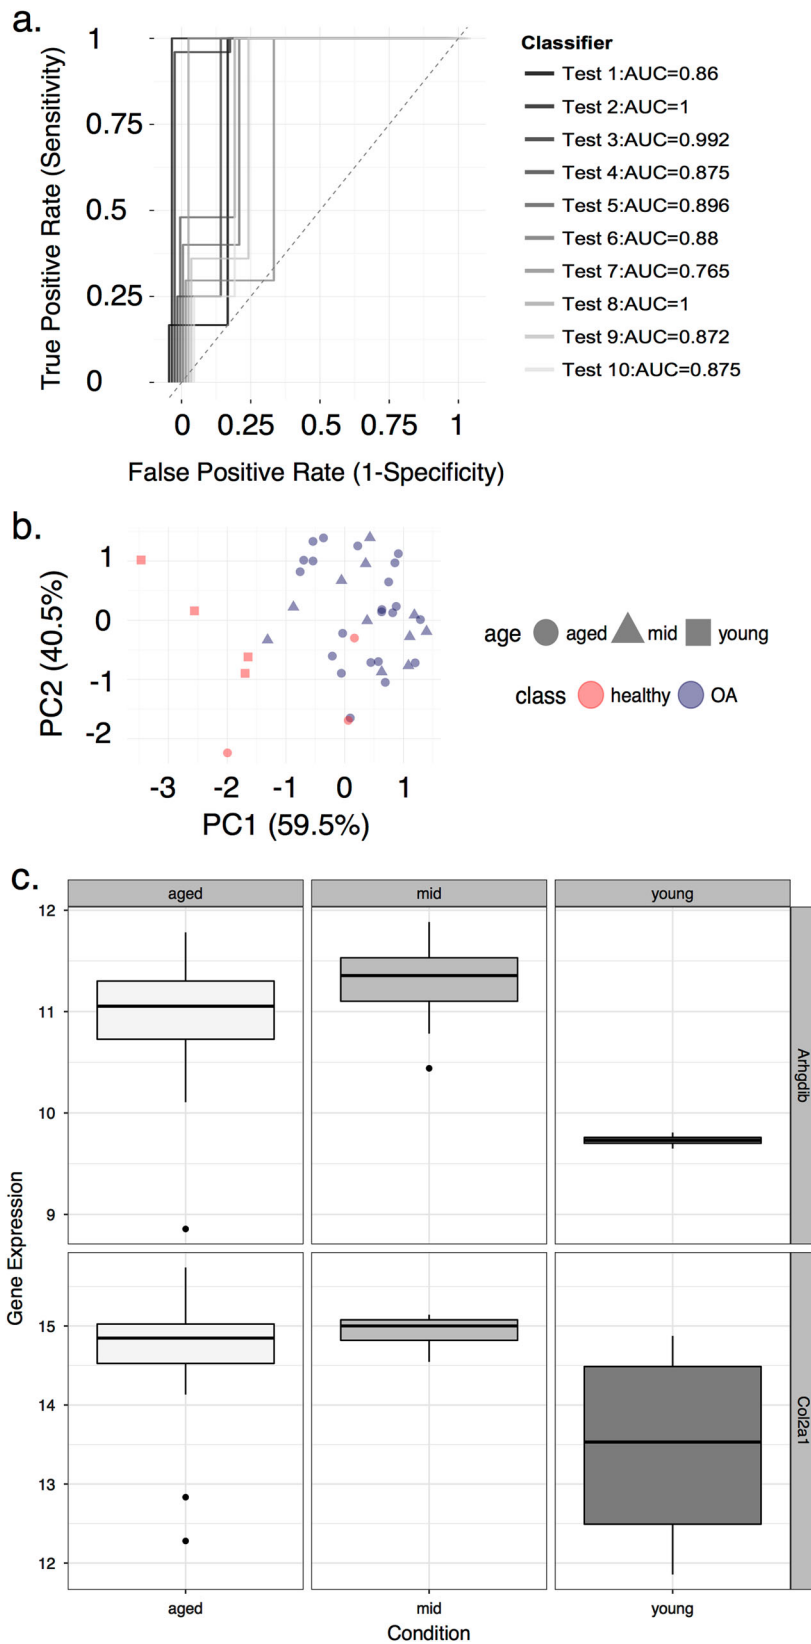 a.
True Positive Rate (Sensitivity)
1
0.75
0.5
0.25
0
0 0.25 0.5 0.75 1
False Positive Rate (1-Specificity)
Classifier
Test 1:AUC=0.86
Test 2:AUC=1
Test 3:AUC=0.992
Test 4:AUC=0.875
Test 5:AUC=0.896
Test 6:AUC=0.88
Test 7:AUC=0.765
Test 8:AUC=1
Test 9:AUC=0.872
Test 10:AUC=0.875
b.
PC2 (40.5%)
1
0
-1
-2
-3 -2 -1 0 1
PC1 (59.5%)
age aged mid young
class healthy OA
c.
aged mid young
Gene Expression
12
11
10
9
Arhgdib
15
14
13
12
Col2a1
aged mid young
Condition